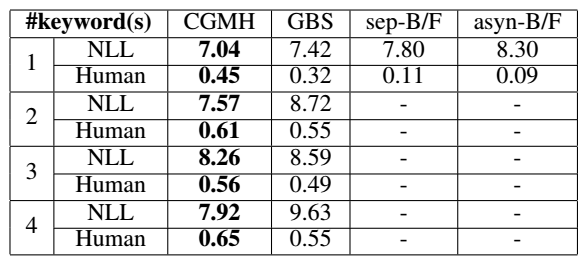 #keyword(s) CGMH GBS sep-B/F asyn-B/F
1 NLL 7.04 7.42 7.80 8.30
Human 0.45 0.32 0.11 0.09
2 NLL 7.57 8.72 - -
Human 0.61 0.55 - -
3 NLL 8.26 8.59 - -
Human 0.56 0.49 - -
4 NLL 7.92 9.63 - -
Human 0.65 0.55 - -